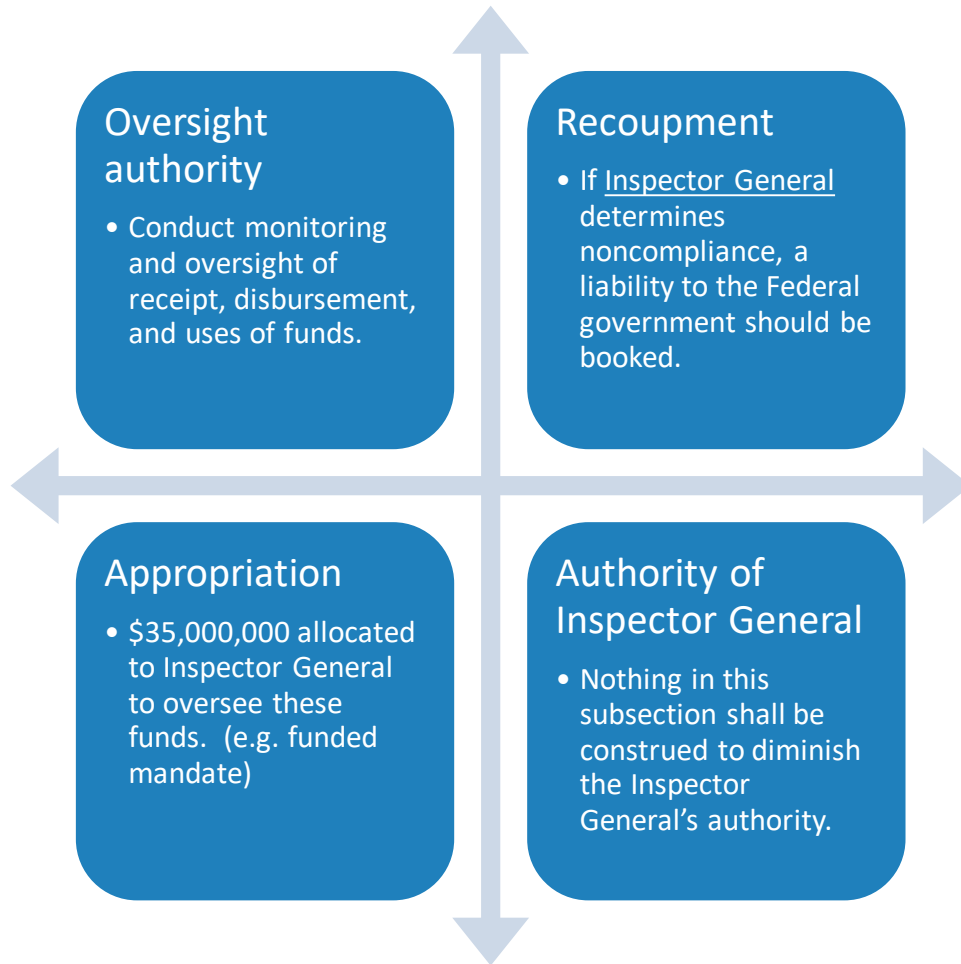 Oversight
authority
• Conduct monitoring
and oversight of
receipt, disbursement,
and uses of funds.
Recoupment
• If Inspector General
determines
noncompliance, a
liability to the Federal
government should be
booked.
Appropriation
• $35,000,000 allocated
to Inspector General
to oversee these
funds.  (e.g. funded
mandate)
Authority of
Inspector General
• Nothing in this
subsection shall be
construed to diminish
the Inspector
General’s authority.